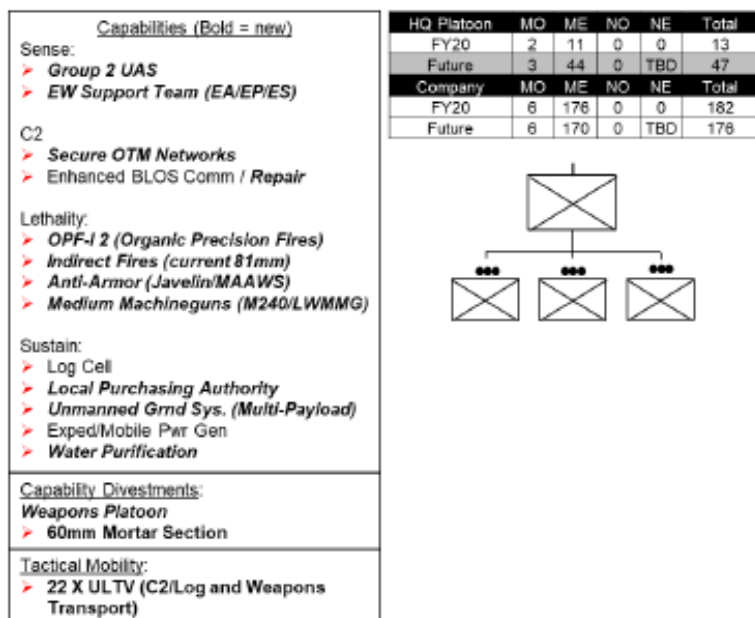 Capabilities (Bold = new)
Sense:
Group 2 UAS
EW Support Team (EA/EP/ES)
C2
Secure OTM Networks
Enhanced BLOS Comm / Repair
Lethality:
OPF-I 2 (Organic Precision Fires)
Indirect Fires (current 81mm)
Anti-Armor (Javelin/MAAWS)
Medium Machineguns (M240/LWMMG)
Sustain:
Log Cell
Local Purchasing Authority
Unmanned Grnd Sys. (Multi-Payload)
Exped/Mobile Pwr Gen
Water Purification
Capability Divestments:
Weapons Platoon
60mm Mortar Section
Tactical Mobility:
22 X ULTV (C2/Log and Weapons
Transport)
HQ Platoon MO ME NO NE Total
FY20 2 11 0 0 13
Future 3 44 0 TBD 47
Company MO ME NO NE Total
FY20 6 176 0 0 182
Future 6 170 0 TBD 176